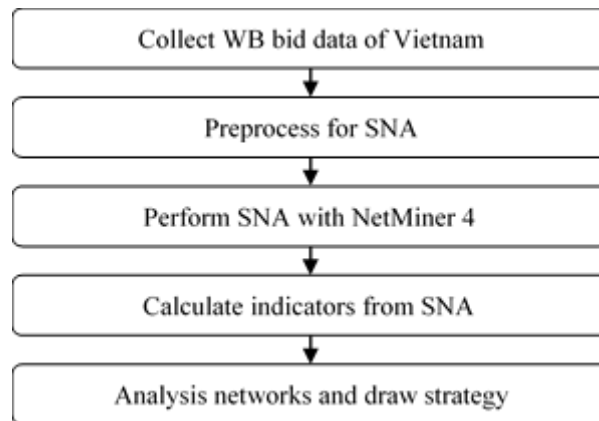 Collect WB bid data of Vietnam
Preprocess for SNA
Perform SNA with NetMiner 4
Calculate indicators from SNA
Analysis networks and draw strategy